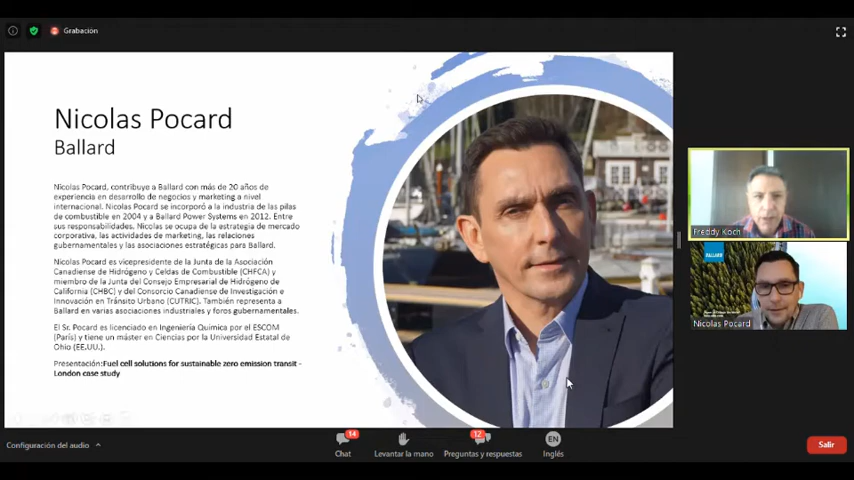 Grabación
Nicolas Pocard
Ballard
Nicolas Pocard, contribuye a Ballard con más de 20 años de
experiencia en desarrollo de negocios y marketing a nivel
internacional. Nicolas Pocard se incorporó a la industria de las pilas
de combustible en 2004 y a Ballard Power Systems en 2012. Entre
sus responsabilidades. Nicolas se ocupa de la estrategia de mercado
corporativa, las actividades de marketing, las relaciones
gubernamentales y las asociaciones estratégicas para Ballard.
Nicolas Pocard es vicepresidente de la Junta de la Asociación
Canadiense de Hidrógeno y Celdas de Combustible (CHFCA) y
miembro de la Junta del Consejo Empresarial de Hidrógeno de
California (CHBC) y del Consorcio Canadiense de Investigación e
Innovación en Tránsito Urbano (CUTRIC). También representa a
Ballard en varias asociaciones industriales y foros gubernamentales.
El Sr. Pocard es licenciado en Ingeniería Química por el ESCOM
(París) y tiene un máster en Ciencias por la Universidad Estatal de
Ohio (EE.UU.).
Presentación:Fuel cell solutions for sustainable zero emission transit -
London case study
Freddy Koch
BALLARD
Nicolas Pocard
Configuración del audio
14
Chat
Levantar la mano
12
Preguntas y respuestas
EN
Inglés
Salir